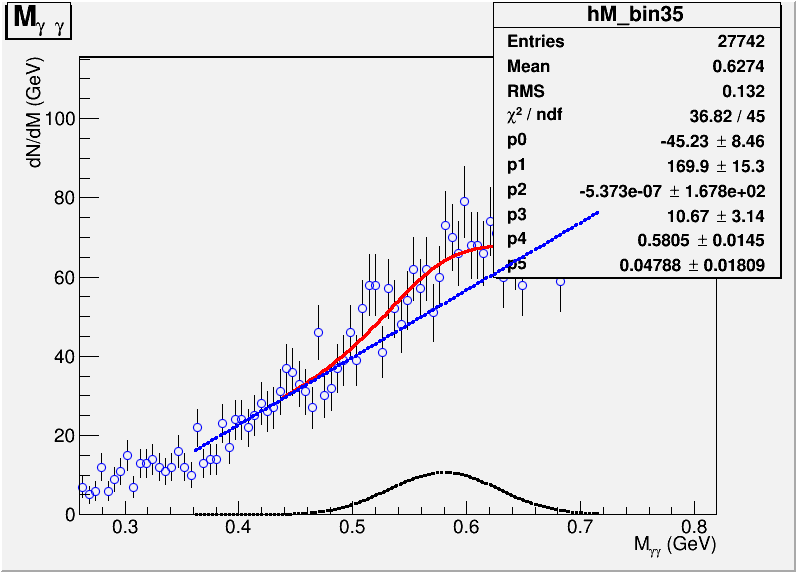 M γ γ
hM_bin35
Entries 27742
Mean 0.6274
RMS 0.132
χ² / ndf 36.82 / 45
p0 -45.23 ± 8.46
p1 169.9 ± 15.3
p2 -5.373e-07 ± 1.678e+02
p3 10.67 ± 3.14
p4 0.5805 ± 0.0145
p5 0.04788 ± 0.01809
dN/dM (GeV)
100
80
60
40
20
0
0.3 0.4 0.5 0.6 0.7 0.8
Mγγ (GeV)